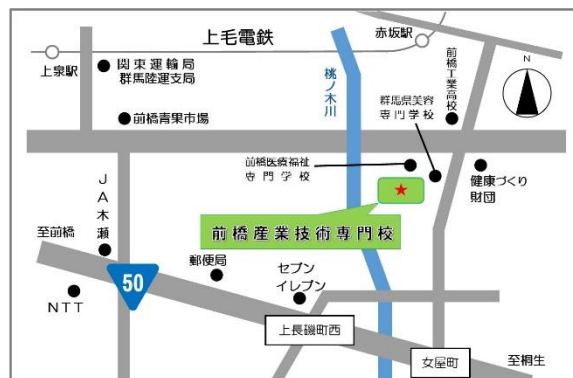 上毛電鉄
赤坂駅
上泉駅
関東運輸局
群馬陸運支局
前橋青果市場
桃ノ木川
前橋工業高校
群馬県美容
専門学校
N
前橋医療福祉
専門学校
健康づくり
財団
JA木瀬
至前橋
前橋産業技術専門校
50
郵便局
セブン
イレブン
NTT
上長磯町西
女屋町
至桐生